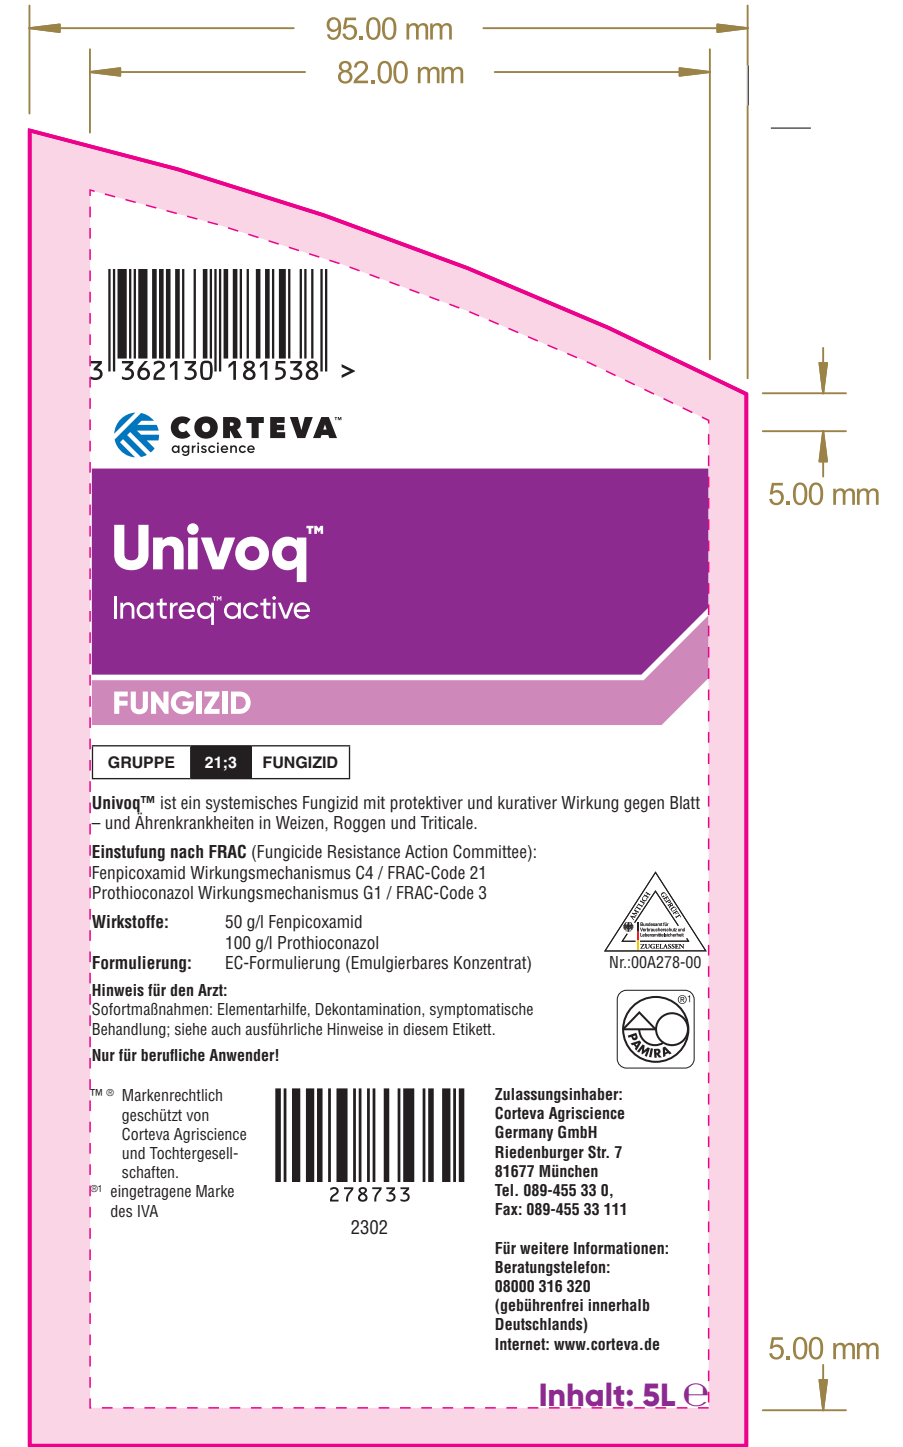 95.00 mm
82.00 mm
3 362130 181538 >
CORTEVA™
agriscience
5.00 mm
Univoq™
Inatreq™ active
FUNGIZID
GRUPPE 21;3 FUNGIZID
Univoq™ ist ein systemisches Fungizid mit protektiver und kurativer Wirkung gegen Blatt
– und Ährenkrankheiten in Weizen, Roggen und Triticale.
Einstufung nach FRAC (Fungicide Resistance Action Committee):
Fenpicoxamid Wirkungsmechanismus C4 / FRAC-Code 21
Prothioconazol Wirkungsmechanismus G1 / FRAC-Code 3
Wirkstoffe: 50 g/l Fenpicoxamid
100 g/l Prothioconazol
Formulierung: EC-Formulierung (Emulgierbares Konzentrat)
AMTLICH GEPRÜFT
Bundesamt für
Verbraucherschutz und
Lebensmittelsicherheit
ZUGELASSEN
Nr.:00A278-00
Hinweis für den Arzt:
Sofortmaßnahmen: Elementarhilfe, Dekontamination, symptomatische
Behandlung; siehe auch ausführliche Hinweise in diesem Etikett.
Nur für berufliche Anwender!
®1
PAMIRA
TM ® Markenrechtlich
geschützt von
Corteva Agriscience
und Tochtergesell-
schaften.
®1 eingetragene Marke
des IVA
278733
2302
Zulassungsinhaber:
Corteva Agriscience
Germany GmbH
Riedenburger Str. 7
81677 München
Tel. 089-455 33 0,
Fax: 089-455 33 111
Für weitere Informationen:
Beratungstelefon:
08000 316 320
(gebührenfrei innerhalb
Deutschlands)
Internet: www.corteva.de
5.00 mm
Inhalt: 5L ℮